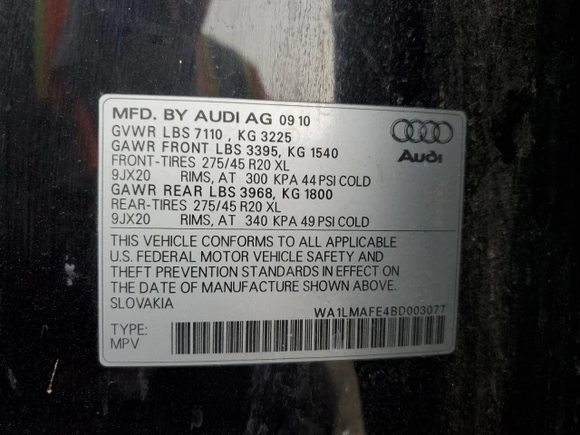 MFD. BY AUDI AG 09 10
GVWR LBS 7110 , KG 3225
GAWR FRONT LBS 3395, KG 1540
FRONT-TIRES 275/45 R20 XL
9JX20 RIMS, AT 300 KPA 44 PSI COLD
GAWR REAR LBS 3968, KG 1800
REAR-TIRES 275/45 R20 XL
9JX20 RIMS, AT 340 KPA 49 PSI COLD
Audi
THIS VEHICLE CONFORMS TO ALL APPLICABLE
U.S. FEDERAL MOTOR VEHICLE SAFETY AND
THEFT PREVENTION STANDARDS IN EFFECT ON
THE DATE OF MANUFACTURE SHOWN ABOVE.
SLOVAKIA
WA1LMAFE4BD003077
TYPE:
MPV